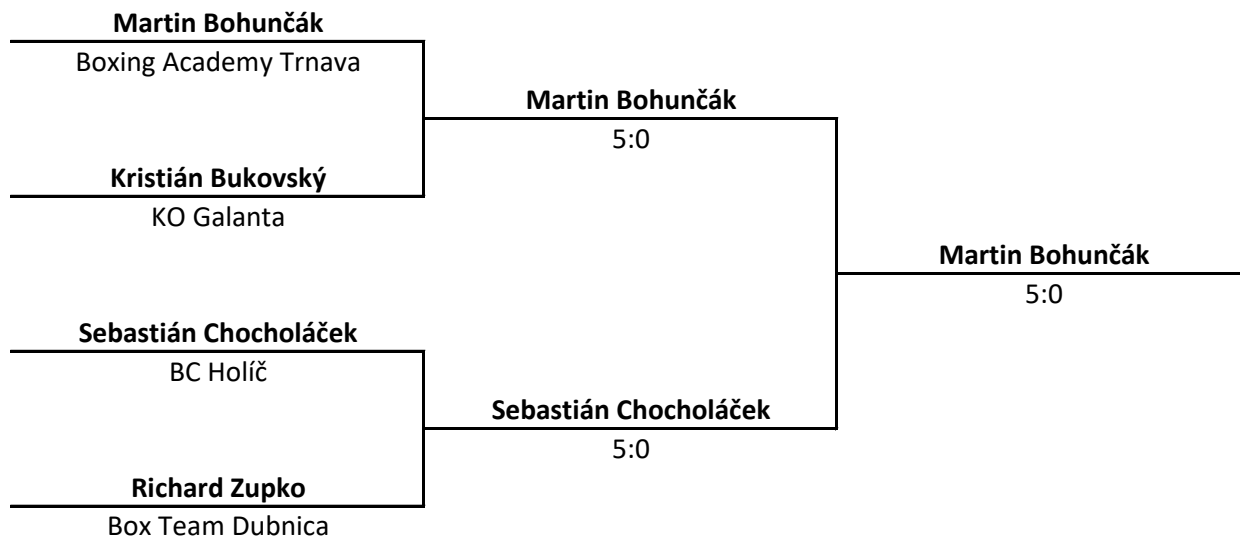 Martin Bohunčák
Boxing Academy Trnava
Martin Bohunčák
5:0
Kristián Bukovský
KO Galanta
Martin Bohunčák
5:0
Sebastián Chocholáček
BC Holíč
Sebastián Chocholáček
5:0
Richard Zupko
Box Team Dubnica